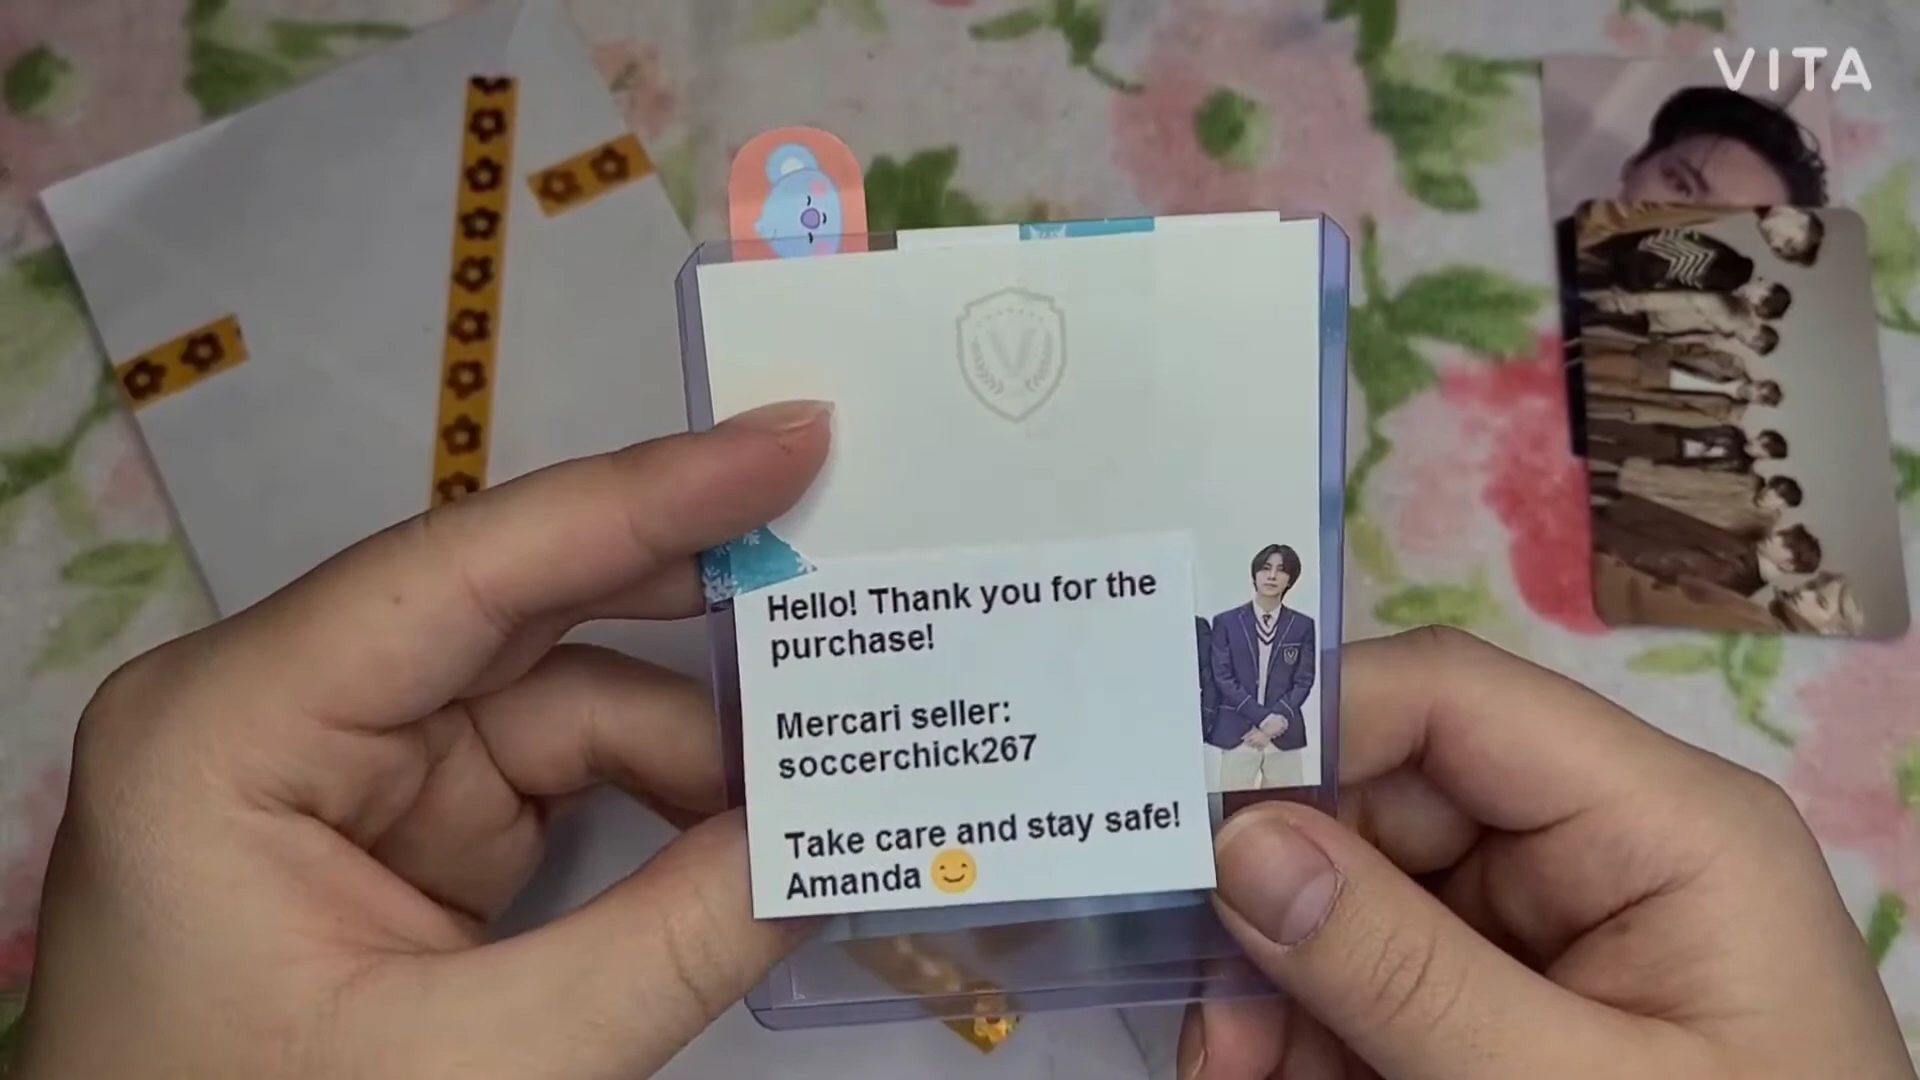 VITA
V
Hello! Thank you for the
purchase!
Mercari seller:
soccerchick267
Take care and stay safe!
Amanda